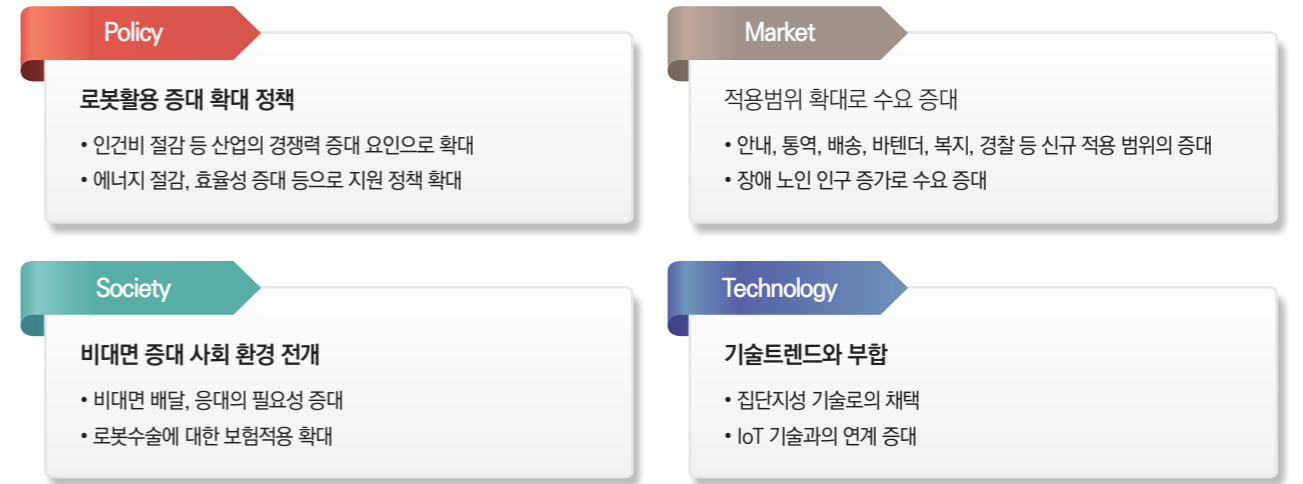 Policy
로봇활용 증대 확대 정책
• 인건비 절감 등 산업의 경쟁력 증대 요인으로 확대
• 에너지 절감, 효율성 증대 등으로 지원 정책 확대
Market
적용범위 확대로 수요 증대
• 안내, 통역, 배송, 바텐더, 복지, 경찰 등 신규 적용 범위의 증대
• 장애 노인 인구 증가로 수요 증대
Society
비대면 증대 사회 환경 전개
• 비대면 배달, 응대의 필요성 증대
• 로봇수술에 대한 보험적용 확대
Technology
기술트렌드와 부합
• 집단지성 기술로의 채택
• IoT 기술과의 연계 증대